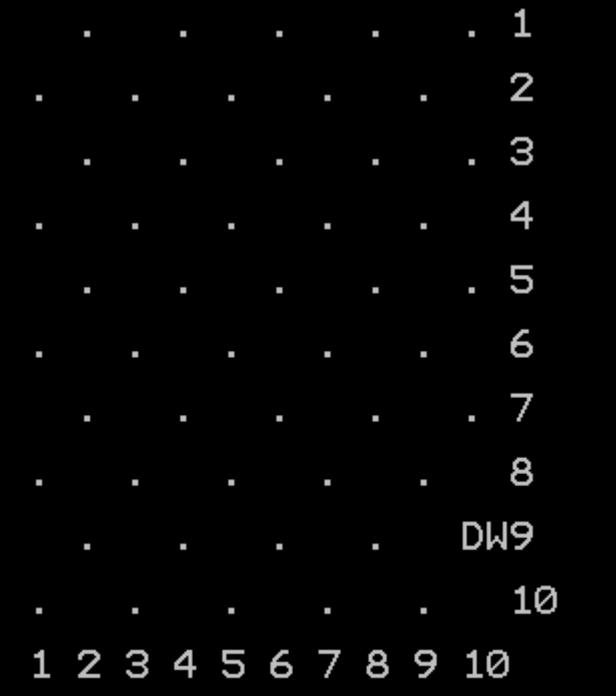 . . . . . 1
. . . . . 2
. . . . . 3
. . . . . 4
. . . . . 5
. . . . . 6
. . . . . 7
. . . . . 8
. . . . DW9
. . . . . 10
1 2 3 4 5 6 7 8 9 10